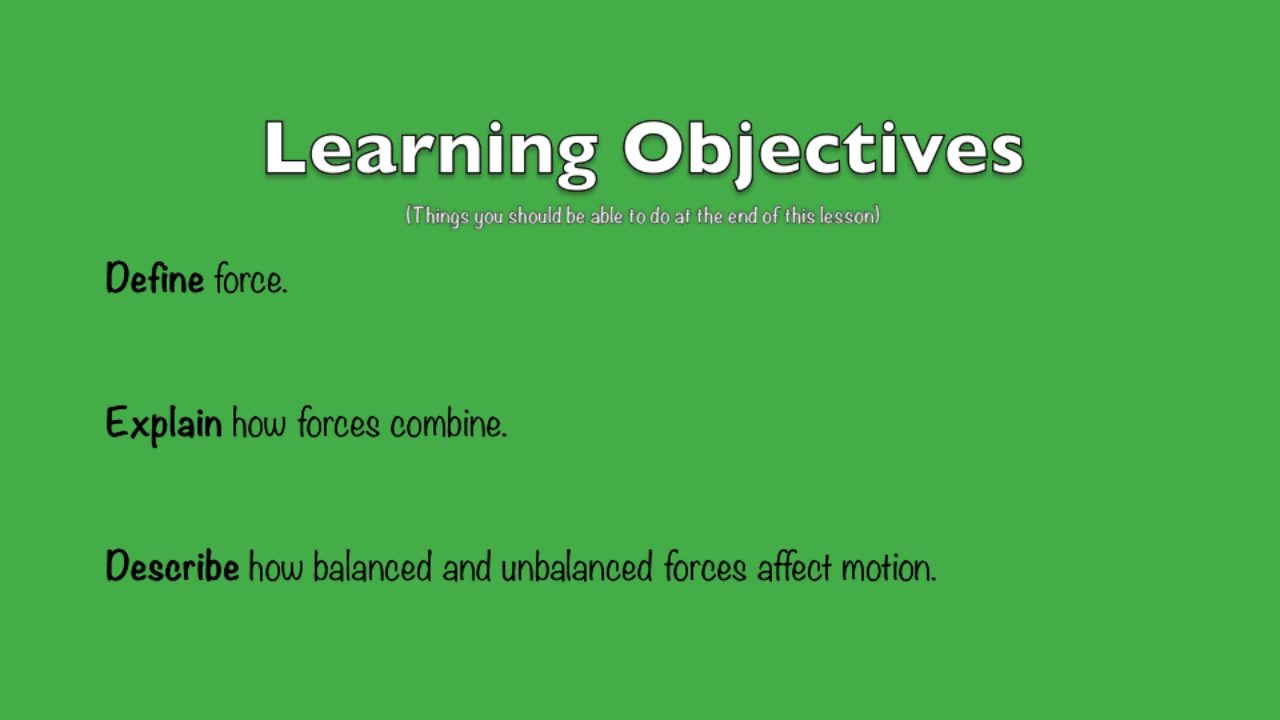 Learning Objectives
(Things you should be able to do at the end of this lesson)
Define force.
Explain how forces combine.
Describe how balanced and unbalanced forces affect motion.